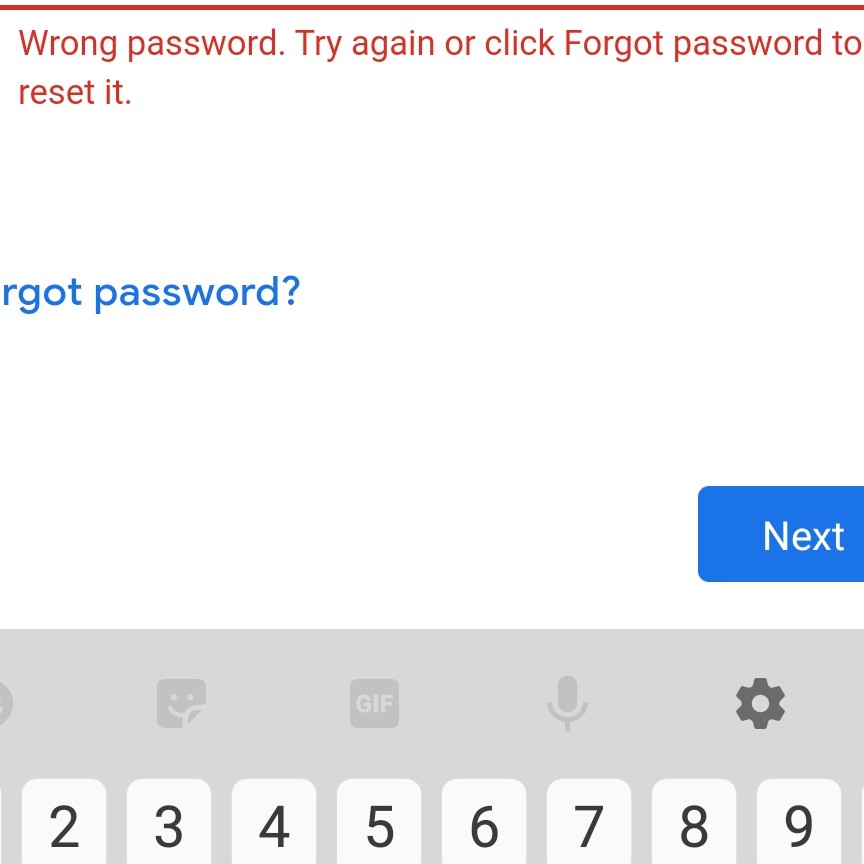 Wrong password. Try again or click Forgot password to
reset it.
rgot password?
Next
GIF
2 3 4 5 6 7 8 9